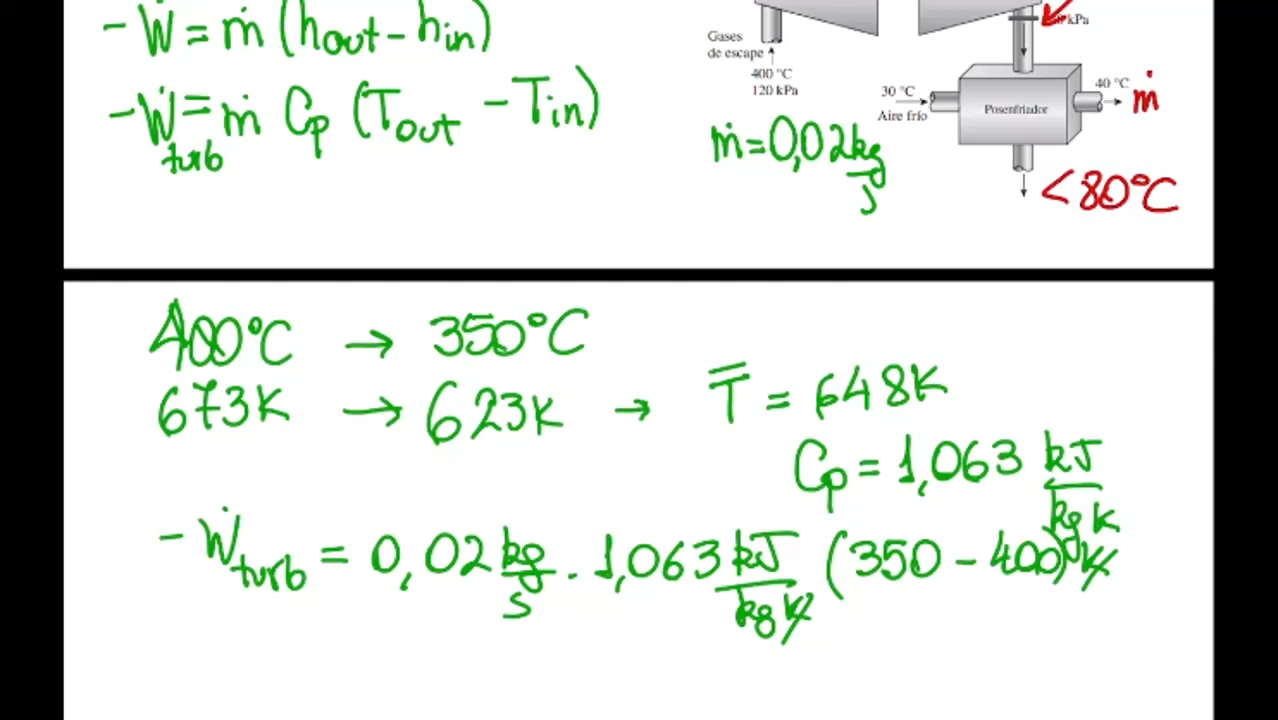 -Ẇ = ṁ (hout - hin)
-Ẇturb = ṁ Cp (Tout - Tin)
kPa
Gases
de escape
400 °C
120 kPa
30 °C
Aire frío
Posenfriador
40 °C
ṁ
ṁ = 0,02 kg/s
< 80°C
400°C → 350°C
673K → 623K → T̅ = 648K
Cp = 1,063 kJ/kg K
-Ẇturb = 0,02 kg/s · 1,063 kJ/kg K (350 - 400) K